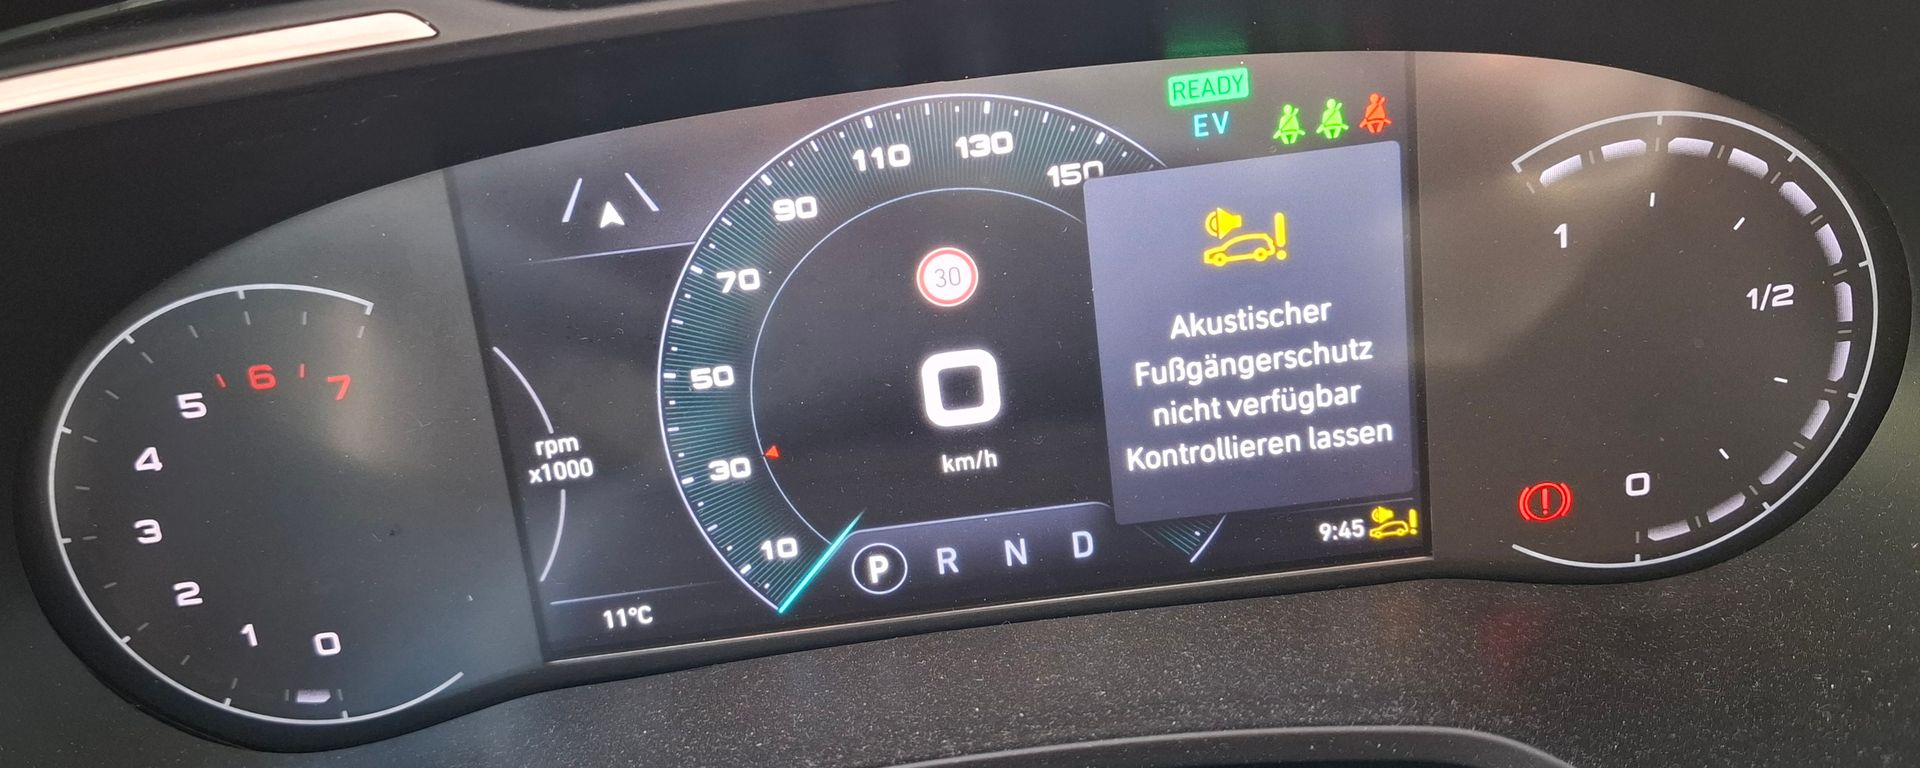 READY
EV
110
130
150
90
70
50
30
10
30
0
km/h
Akustischer
Fußgängerschutz
nicht verfügbar
Kontrollieren lassen
5
6
7
4
3
2
1
0
rpm
x1000
1
1/2
0
P R N D
9:45
11°C